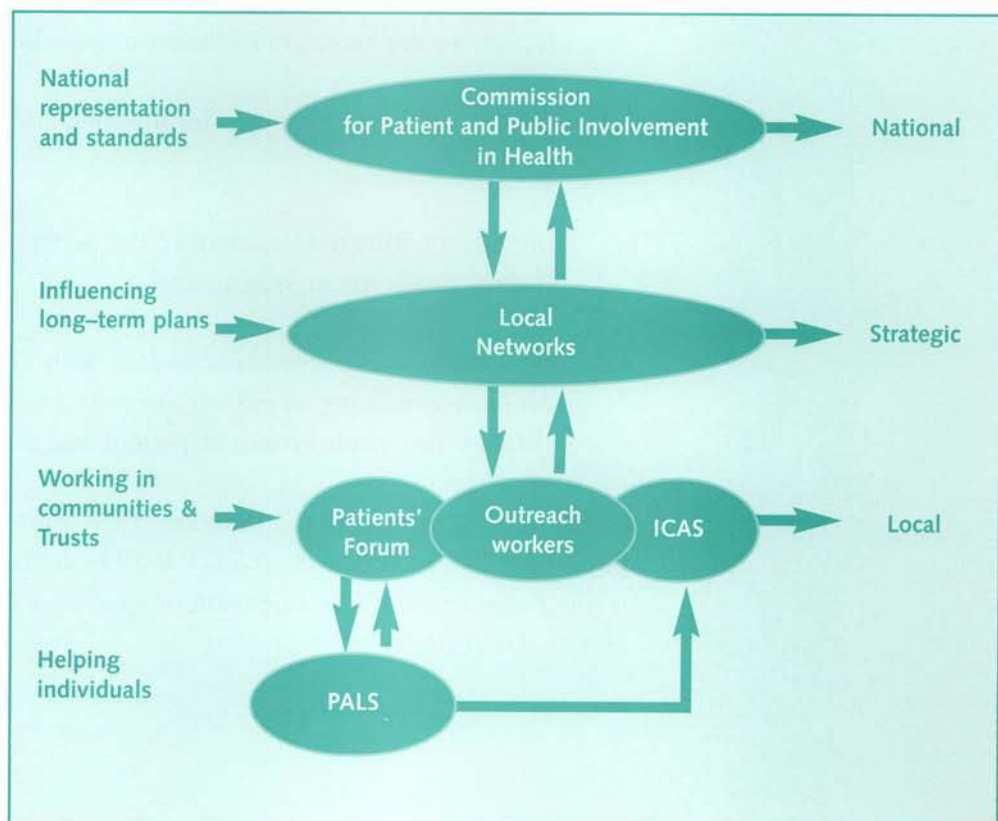 National
representation
and standards
Commission
for Patient and Public Involvement
in Health
National
Influencing
long–term plans
Local
Networks
Strategic
Working in
communities &
Trusts
Patients'
Forum
Outreach
workers
ICAS
Local
Helping
individuals
PALS